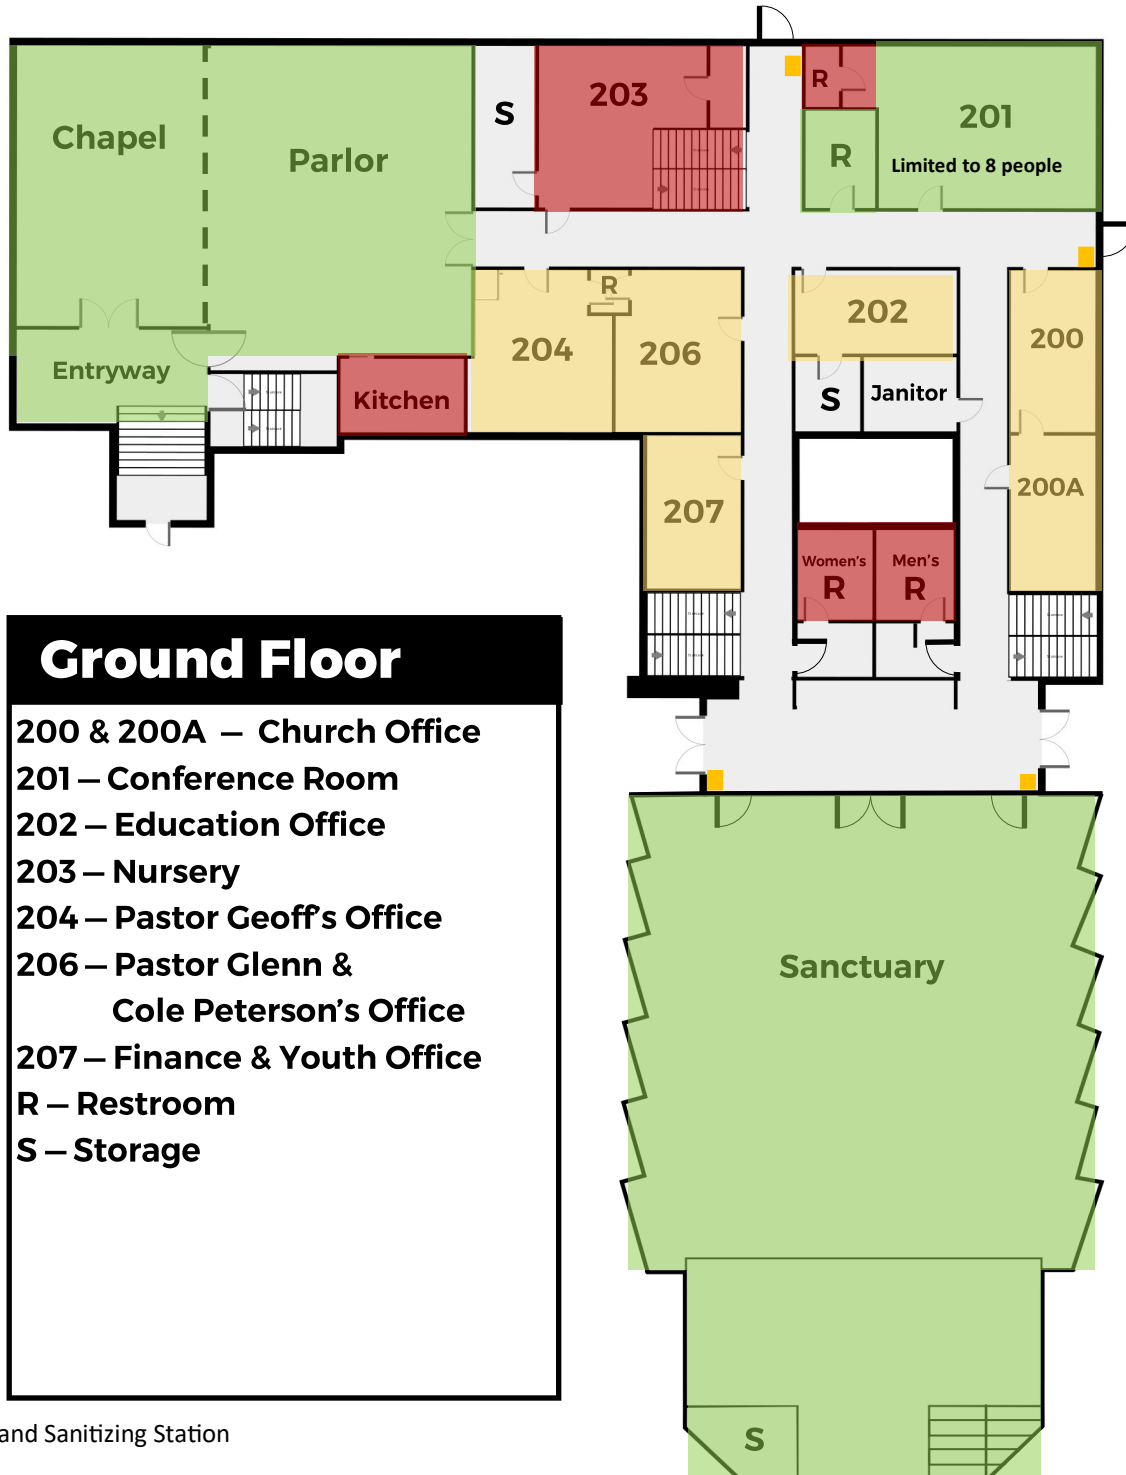 Chapel
Parlor
S
203
R
R
201
Limited to 8 people
Entryway
Kitchen
204
R
206
202
S
Janitor
200
200A
207
Women's
R
Men's
R
Ground Floor
200 & 200A – Church Office
201 – Conference Room
202 – Education Office
203 – Nursery
204 – Pastor Geoff's Office
206 – Pastor Glenn &
Cole Peterson's Office
207 – Finance & Youth Office
R – Restroom
S – Storage
Sanctuary
S
and Sanitizing Station